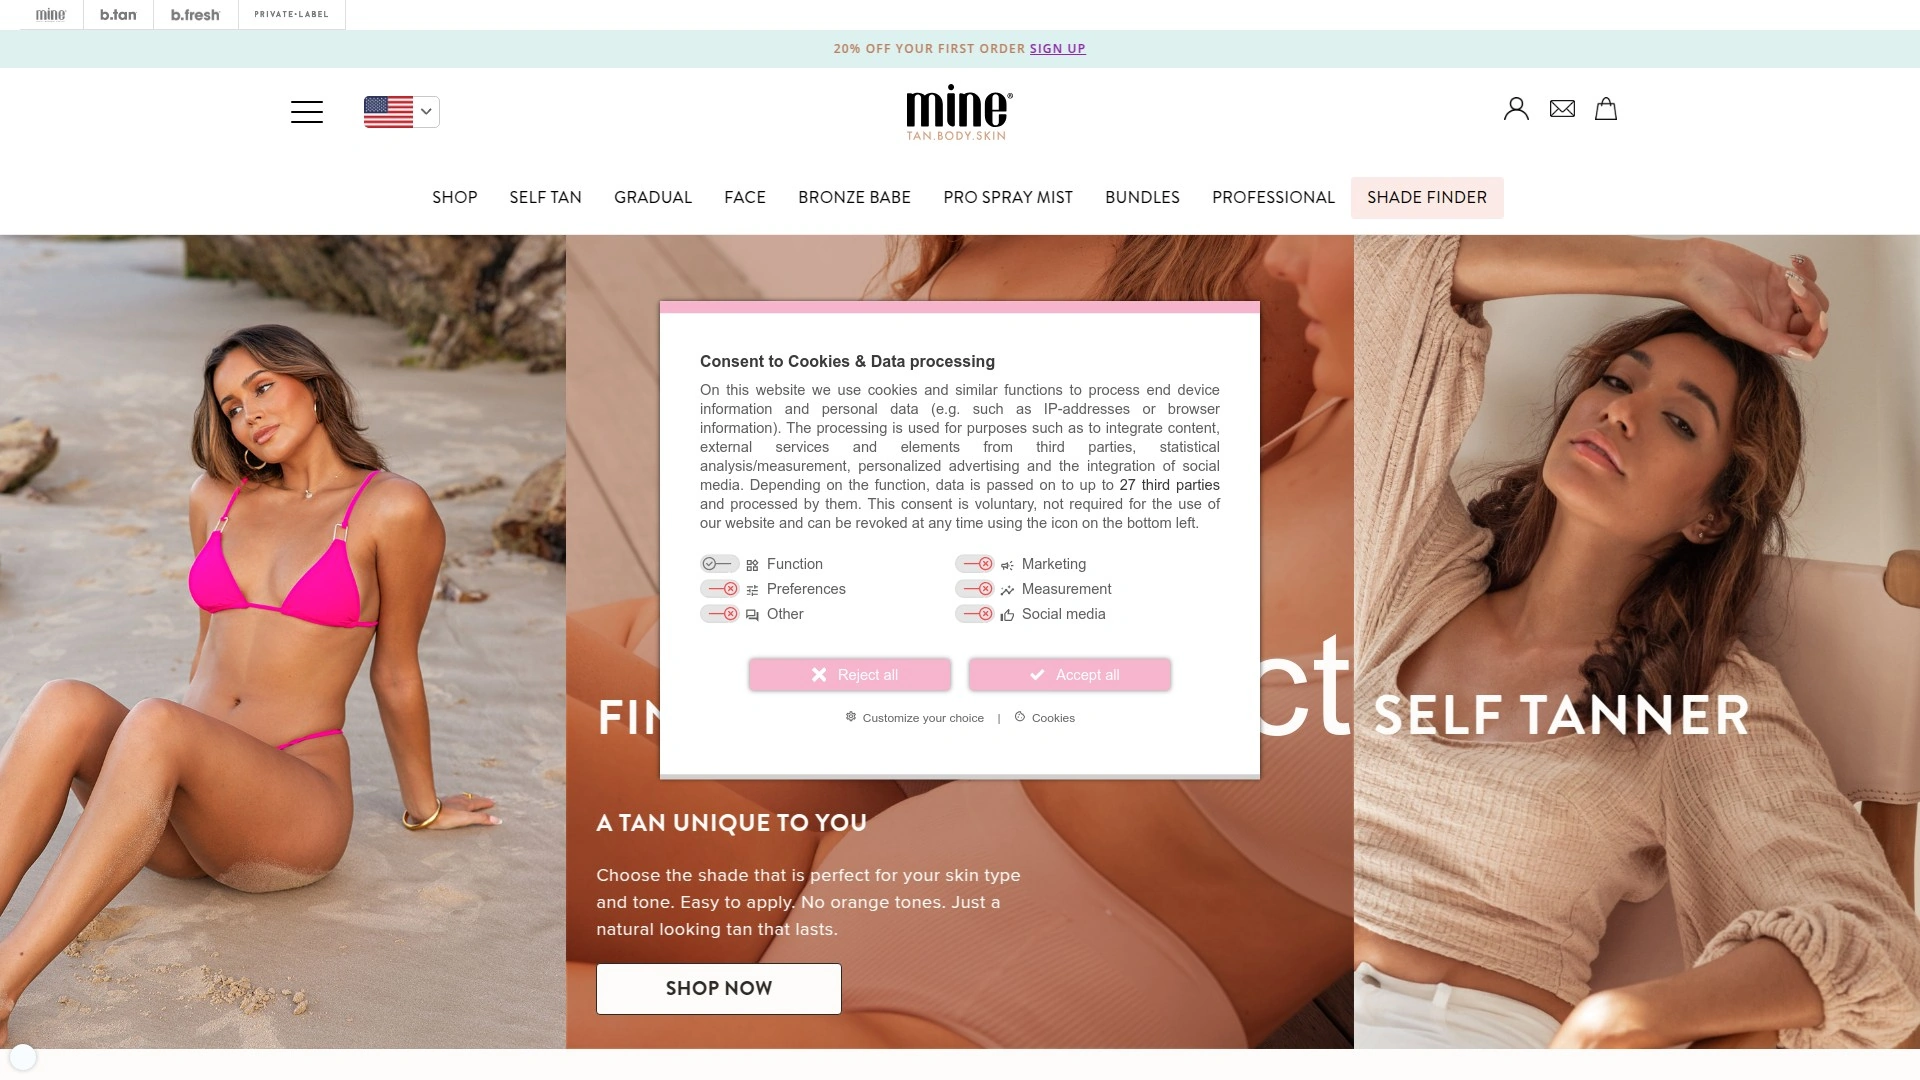 mine
b.tan
b.fresh
PRIVATE•LABEL
20% OFF YOUR FIRST ORDER SIGN UP
mine®
TAN.BODY.SKIN
SHOP SELF TAN GRADUAL FACE BRONZE BABE PRO SPRAY MIST BUNDLES PROFESSIONAL SHADE FINDER
Consent to Cookies & Data processing
On this website we use cookies and similar functions to process end device
information and personal data (e.g. such as IP-addresses or browser
information). The processing is used for purposes such as to integrate content,
external services and elements from third parties, statistical
analysis/measurement, personalized advertising and the integration of social
media. Depending on the function, data is passed on to up to 27 third parties
and processed by them. This consent is voluntary, not required for the use of
our website and can be revoked at any time using the icon on the bottom left.
Function Marketing
Preferences Measurement
Other Social media
Reject all Accept all
Customize your choice | Cookies
SELF TANNER
A TAN UNIQUE TO YOU
Choose the shade that is perfect for your skin type
and tone. Easy to apply. No orange tones. Just a
natural looking tan that lasts.
SHOP NOW